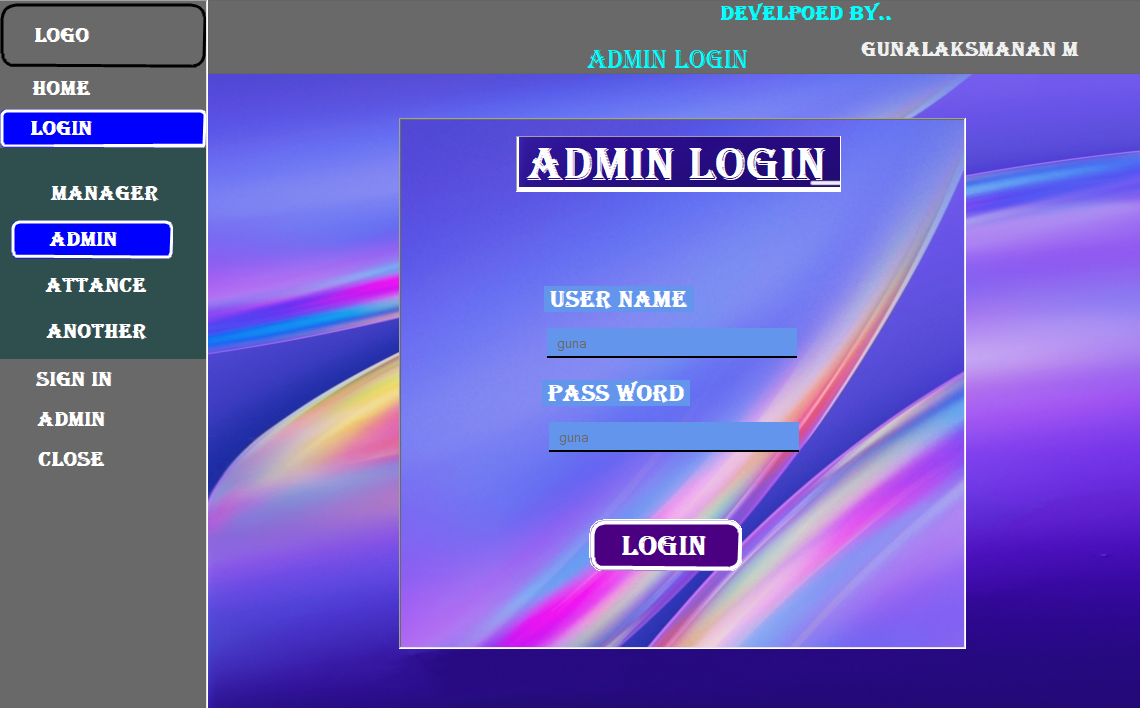 LOGO
HOME
LOGIN
MANAGER
ADMIN
ATTANCE
ANOTHER
SIGN IN
ADMIN
CLOSE
DEVELPOED BY..
GUNALAKSMANAN M
ADMIN LOGIN
ADMIN LOGIN
USER NAME
guna
PASS WORD
guna
LOGIN